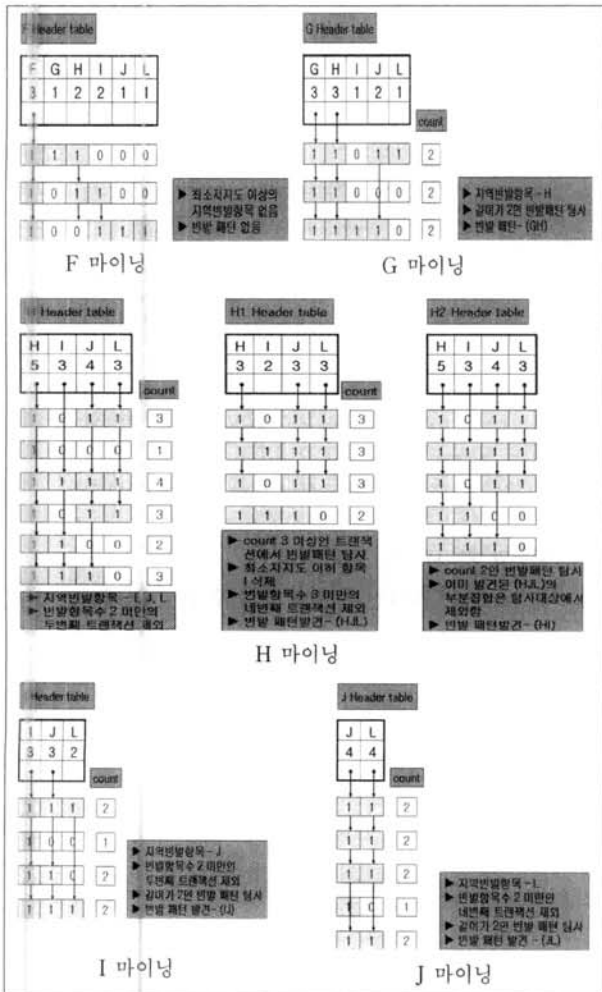 F Header table
F G H I J L
3 1 2 2 1 1
1 1 1 0 0 0
1 0 1 1 0 0
1 0 0 1 1 1
▶ 최소지지도 이상의
지역빈발항목 없음
▶ 빈발 패턴 없음
F 마이닝
G Header table
G H I J L
3 3 1 2 1
count
1 1 0 1 1 2
1 1 0 0 0 2
1 1 1 1 0 2
▶ 지역빈발항목 - H
▶ 길이가 2인 빈발패턴 탐사
▶ 빈발 패턴- (GH)
G 마이닝
H Header table
H I J L
5 3 4 3
count
1 0 1 1 3
1 0 0 0 1
1 1 1 1 4
1 0 1 1 3
1 1 0 0 2
1 1 1 0 3
▶ 지역빈발항목 - I, J, L
▶ 빈발항목수 2 미만의
두번째 트랜잭션 제외
H1 Header table
H I J L
3 2 3 3
count
1 0 1 1 3
1 1 1 1 3
1 0 1 1 3
1 1 1 0 2
▶ count 3 이상인 트랜잭
션에서 빈발패턴 탐사
▶ 최소지지도 이하 항목
I 삭제
▶ 빈발항목수 3 미만의
네번째 트랜잭션 제외
▶ 빈발 패턴발견- (HJL)
H2 Header table
H I J L
5 3 4 3
1 0 1 1
1 1 1 1
1 0 1 1
1 1 0 0
1 1 1 0
▶ count 2인 빈발패턴 탐사
▶ 이미 발견된 (HJL)의
부분집합은 탐사대상에서
제외함
▶ 빈발 패턴발견- (HI)
H 마이닝
I Header table
I J L
3 3 2
count
1 1 1 2
1 0 0 1
1 1 0 2
1 1 1 2
▶ 지역빈발항목 - J
▶ 빈발항목수 2 미만인
두번째 트랜잭션 제외
▶ 길이가 2인 빈발 패턴 탐사
▶ 빈발 패턴 발견 - (IJ)
I 마이닝
J Header table
J L
4 4
count
1 1 2
1 1 2
1 1 2
1 0 1
1 1 2
▶ 지역빈발항목 - L
▶ 빈발항목수 2 미만인
네번째 트랜잭션 제외
▶ 길이가 2인 빈발 패턴 탐사
▶ 빈발 패턴 발견 - (JL)
J 마이닝